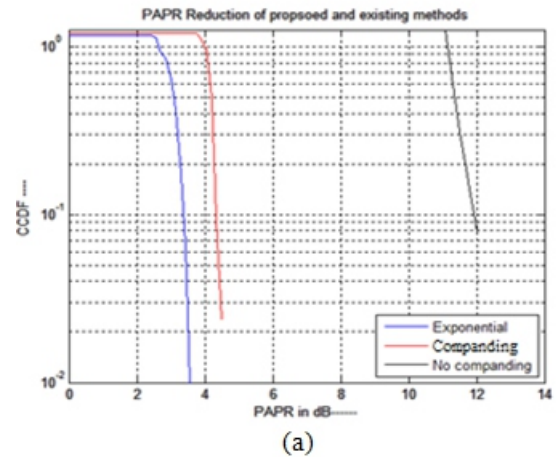 PAPR Reduction of propsoed and existing methods
CCDF ----
10^0
10^-1
10^-2
0 2 4 6 8 10 12 14
PAPR in dB------
Exponential
Companding
No companding
(a)